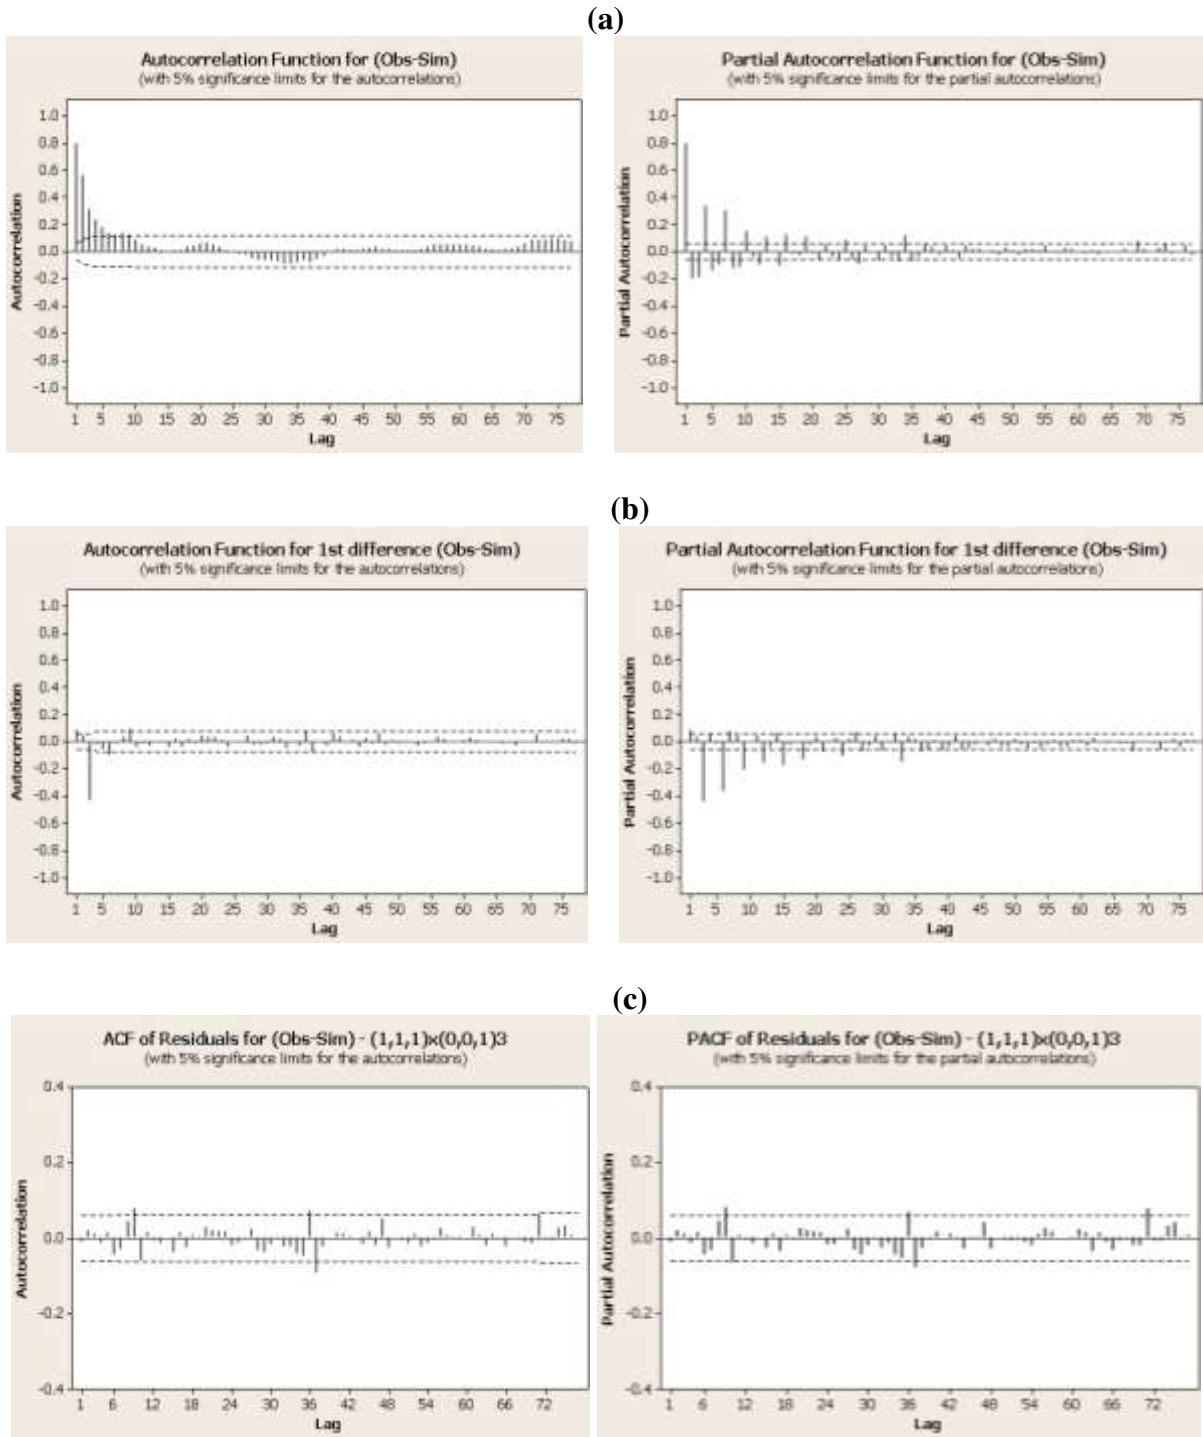 (a)
Autocorrelation Function for (Obs-Sim)
(with 5% significance limits for the autocorrelations)
1.0
0.8
0.6
0.4
0.2
0.0
-0.2
-0.4
-0.6
-0.8
-1.0
Autocorrelation
1 5 10 15 20 25 30 35 40 45 50 55 60 65 70 75
Lag
Partial Autocorrelation Function for (Obs-Sim)
(with 5% significance limits for the partial autocorrelations)
1.0
0.8
0.6
0.4
0.2
0.0
-0.2
-0.4
-0.6
-0.8
-1.0
Partial Autocorrelation
1 5 10 15 20 25 30 35 40 45 50 55 60 65 70 75
Lag
(b)
Autocorrelation Function for 1st difference (Obs-Sim)
(with 5% significance limits for the autocorrelations)
1.0
0.8
0.6
0.4
0.2
0.0
-0.2
-0.4
-0.6
-0.8
-1.0
Autocorrelation
1 5 10 15 20 25 30 35 40 45 50 55 60 65 70 75
Lag
Partial Autocorrelation Function for 1st difference (Obs-Sim)
(with 5% significance limits for the partial autocorrelations)
1.0
0.8
0.6
0.4
0.2
0.0
-0.2
-0.4
-0.6
-0.8
-1.0
Partial Autocorrelation
1 5 10 15 20 25 30 35 40 45 50 55 60 65 70 75
Lag
(c)
ACF of Residuals for (Obs-Sim) - (1,1,1)x(0,0,1)3
(with 5% significance limits for the autocorrelations)
0.4
0.2
0.0
-0.2
-0.4
Autocorrelation
1 6 12 18 24 30 36 42 48 54 60 66 72
Lag
PACF of Residuals for (Obs-Sim) - (1,1,1)x(0,0,1)3
(with 5% significance limits for the partial autocorrelations)
0.4
0.2
0.0
-0.2
-0.4
Partial Autocorrelation
1 6 12 18 24 30 36 42 48 54 60 66 72
Lag